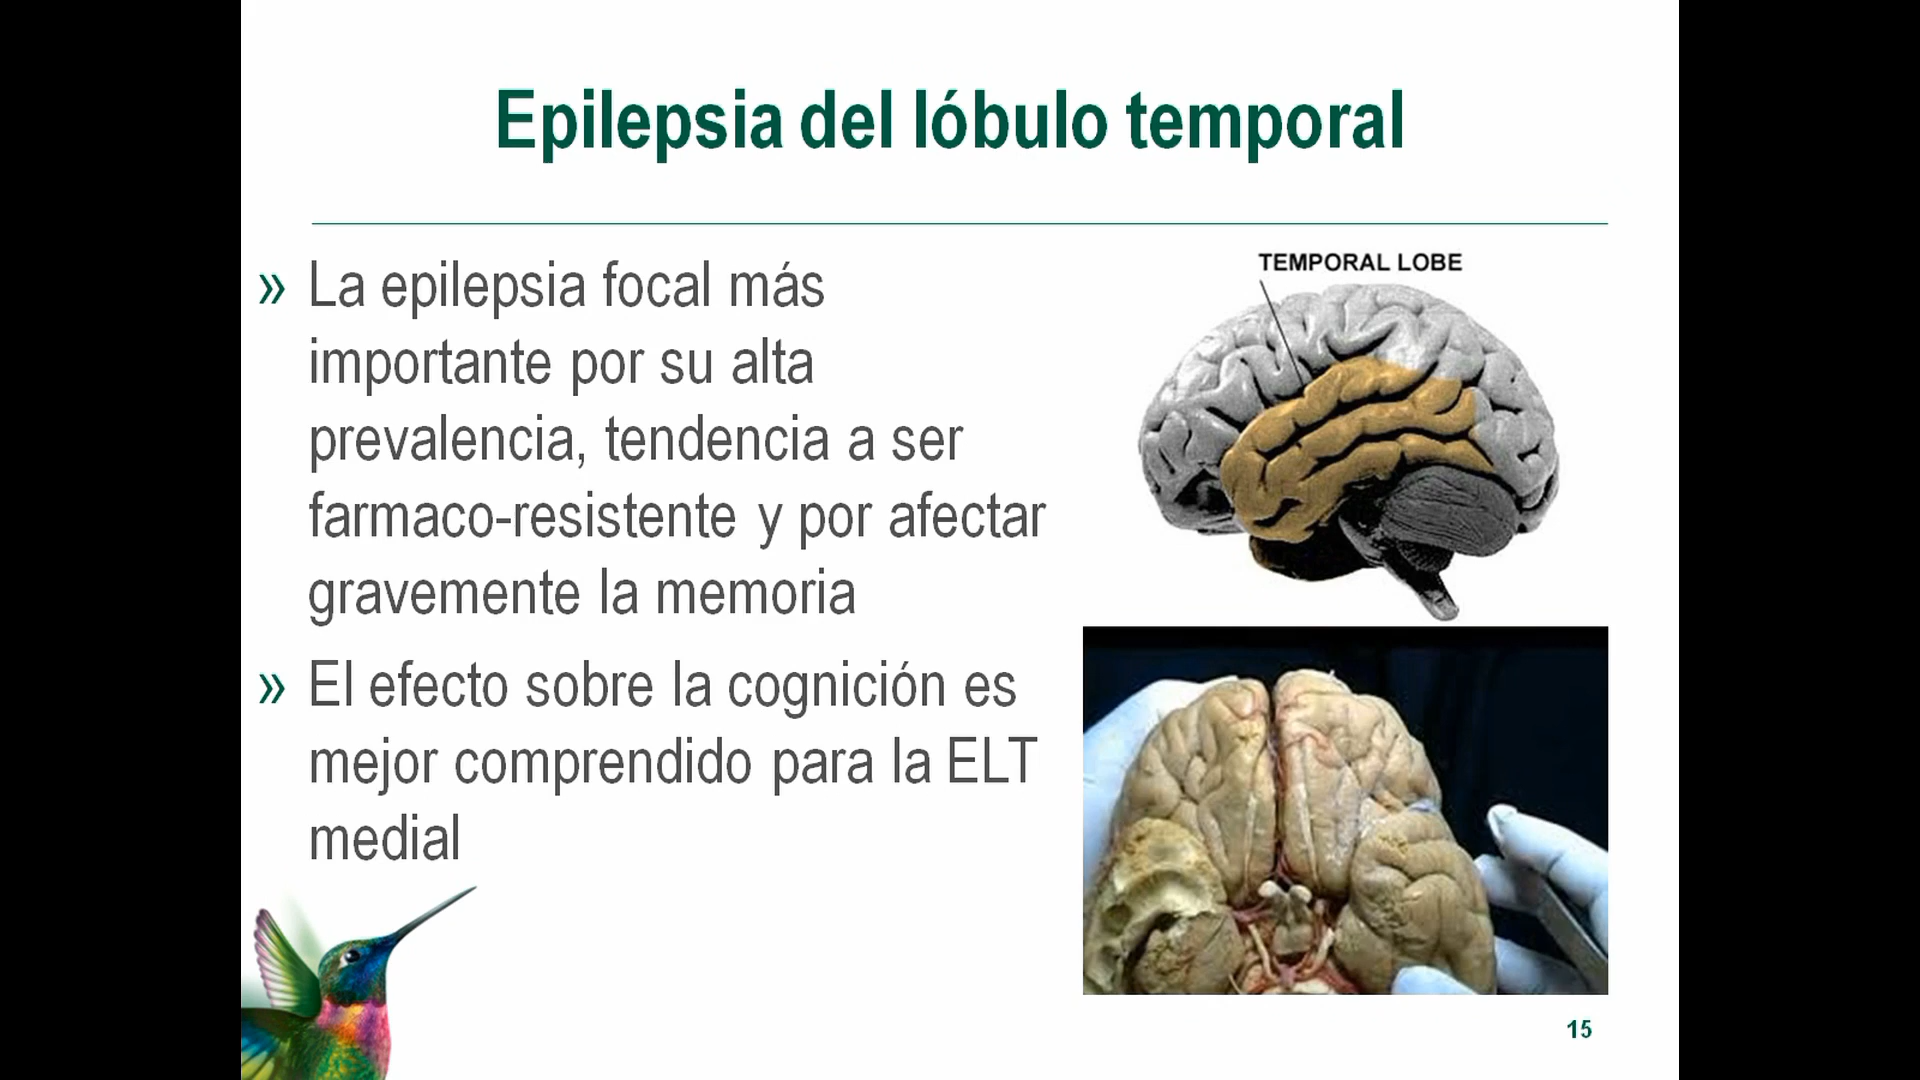 Epilepsia del lóbulo temporal
» La epilepsia focal más
importante por su alta
prevalencia, tendencia a ser
farmaco-resistente y por afectar
gravemente la memoria
» El efecto sobre la cognición es
mejor comprendido para la ELT
medial
TEMPORAL LOBE
15